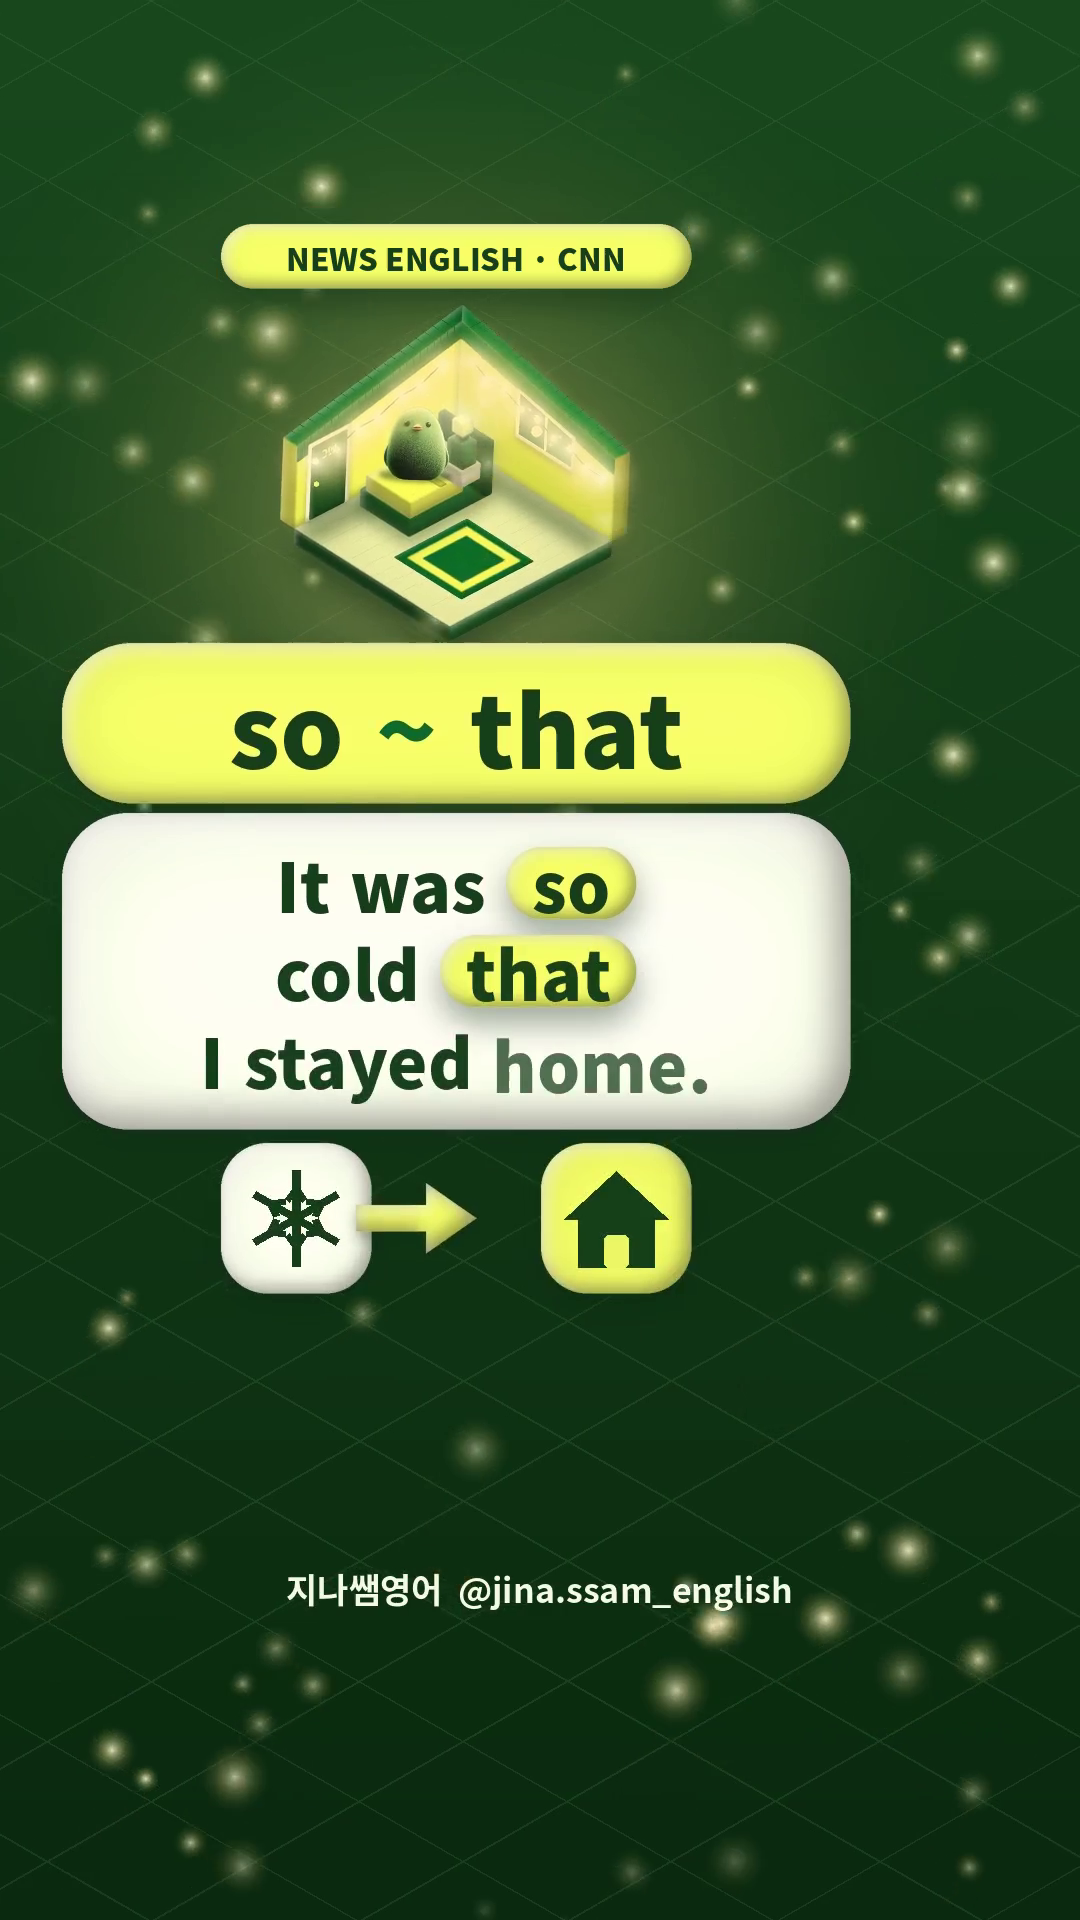 NEWS ENGLISH · CNN
so ~ that
It was so
cold that
I stayed home.
지나쌤영어 @jina.ssam_english